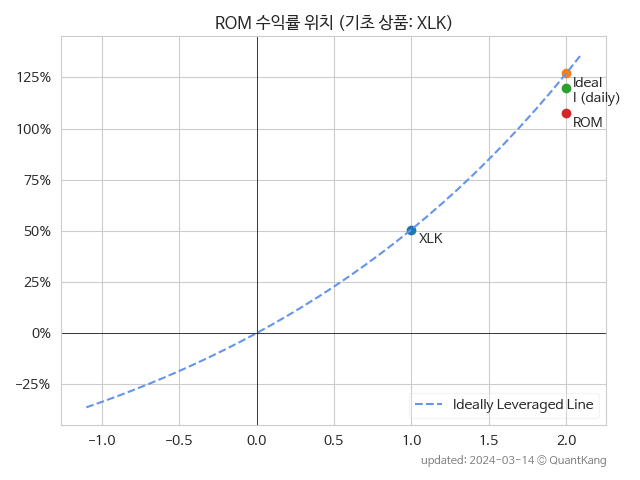 ROM 수익률 위치 (기초 상품: XLK)
125%
100%
75%
50%
25%
0%
−25%
Ideal
l (daily)
ROM
XLK
Ideally Leveraged Line
−1.0
−0.5
0.0
0.5
1.0
1.5
2.0
updated: 2024-03-14 © QuantKang